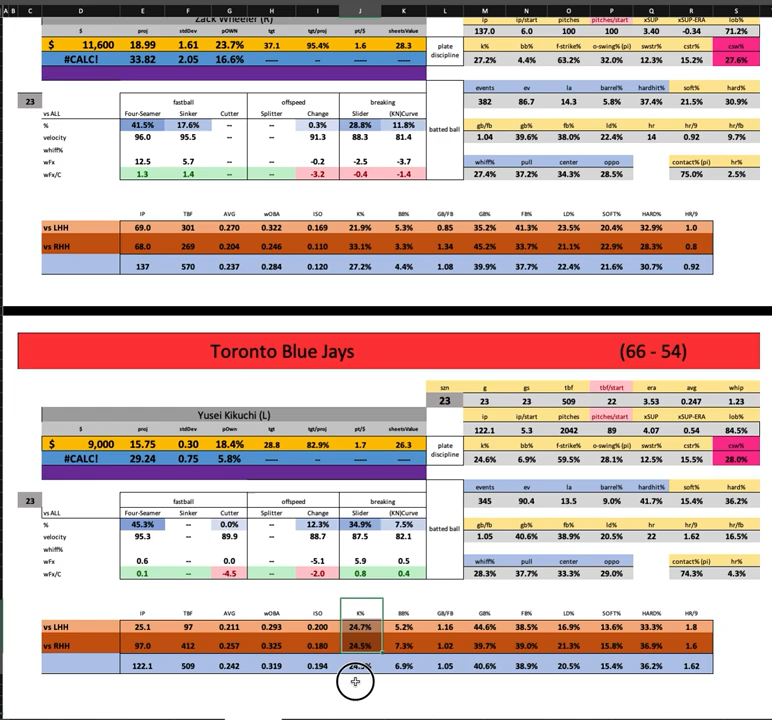 A B C D E F G H I J K L M N O P Q R S
Zack Wheeler (R) ip ip/start pitches pitches/start xSUP xSUP-ERA lob%
$ proj stdDev pOWN tgt tgt/proj pt/$ sheetsValue 137.0 6.0 100 100 3.40 -0.34 71.2%
$ 11,600 18.99 1.61 23.7% 37.1 95.4% 1.6 28.3 plate discipline k% bb% f-strike% o-swing% (pi) swstr% cstr% csw%
#CALC! 33.82 2.05 16.6% ---- ---- -- ---- 27.2% 4.4% 63.2% 32.0% 12.3% 15.2% 27.6%
events ev la barrel% hardhit% soft% hard%
23 fastball offspeed breaking 382 86.7 14.3 5.8% 37.4% 21.5% 30.9%
vs ALL Four-Seamer Sinker Cutter Splitter Change Slider (KN)Curve
% 41.5% 17.6% -- -- 0.3% 28.8% 11.8% batted ball gb/fb gb% fb% ld% hr hr/9 hr/fb
velocity 96.0 95.5 -- -- 91.3 88.3 81.4 1.04 39.6% 38.0% 22.4% 14 0.92 9.7%
whiff%
wFx 12.5 5.7 -- -- -0.2 -2.5 -3.7 whiff% pull center oppo contact% (pi) hr%
wFx/C 1.3 1.4 -- -- -3.2 -0.4 -1.4 27.4% 37.2% 34.3% 28.5% 75.0% 2.5%
IP TBF AVG wOBA ISO K% BB% GB/FB GB% FB% LD% SOFT% HARD% HR/9
vs LHH 69.0 301 0.270 0.322 0.169 21.9% 5.3% 0.85 35.2% 41.3% 23.5% 20.4% 32.9% 1.0
vs RHH 68.0 269 0.204 0.246 0.110 33.1% 3.3% 1.34 45.2% 33.7% 21.1% 22.9% 28.3% 0.8
137 570 0.237 0.284 0.120 27.2% 4.4% 1.08 39.9% 37.7% 22.4% 21.6% 30.7% 0.92
Toronto Blue Jays (66 - 54)
szn g gs tbf tbf/start era avg whip
23 23 23 509 22 3.53 0.247 1.23
Yusei Kikuchi (L) ip ip/start pitches pitches/start xSUP xSUP-ERA lob%
$ proj stdDev pOwn tgt tgt/proj pt/$ sheetsValue 122.1 5.3 2042 89 4.07 0.54 84.5%
$ 9,000 15.75 0.30 18.4% 28.8 82.9% 1.7 26.3 plate discipline k% bb% f-strike% o-swing% (pi) swstr% cstr% csw%
#CALC! 29.24 0.75 5.8% ---- ---- -- ---- 24.6% 6.9% 59.5% 28.1% 12.5% 15.5% 28.0%
events ev la barrel% hardhit% soft% hard%
23 fastball offspeed breaking 345 90.4 13.5 9.0% 41.7% 15.4% 36.2%
vs ALL Four-Seamer Sinker Cutter Splitter Change Slider (KN)Curve
% 45.3% -- 0.0% -- 12.3% 34.9% 7.5% batted ball gb/fb gb% fb% ld% hr hr/9 hr/fb
velocity 95.3 -- 89.9 -- 88.7 87.5 82.1 1.05 40.6% 38.9% 20.5% 22 1.62 16.5%
whiff%
wFx 0.6 -- 0.0 -- -5.1 5.9 0.5 whiff% pull center oppo contact% (pi) hr%
wFx/C 0.1 -- -4.5 -- -2.0 0.8 0.4 28.3% 37.7% 33.3% 29.0% 74.3% 4.3%
IP TBF AVG wOBA ISO K% BB% GB/FB GB% FB% LD% SOFT% HARD% HR/9
vs LHH 25.1 97 0.211 0.293 0.200 24.7% 5.2% 1.16 44.6% 38.5% 16.9% 13.6% 33.3% 1.8
vs RHH 97.0 412 0.257 0.325 0.180 24.5% 7.3% 1.02 39.7% 39.0% 21.3% 15.8% 36.9% 1.6
122.1 509 0.242 0.319 0.194 6.9% 1.05 40.6% 38.9% 20.5% 15.4% 36.2% 1.62